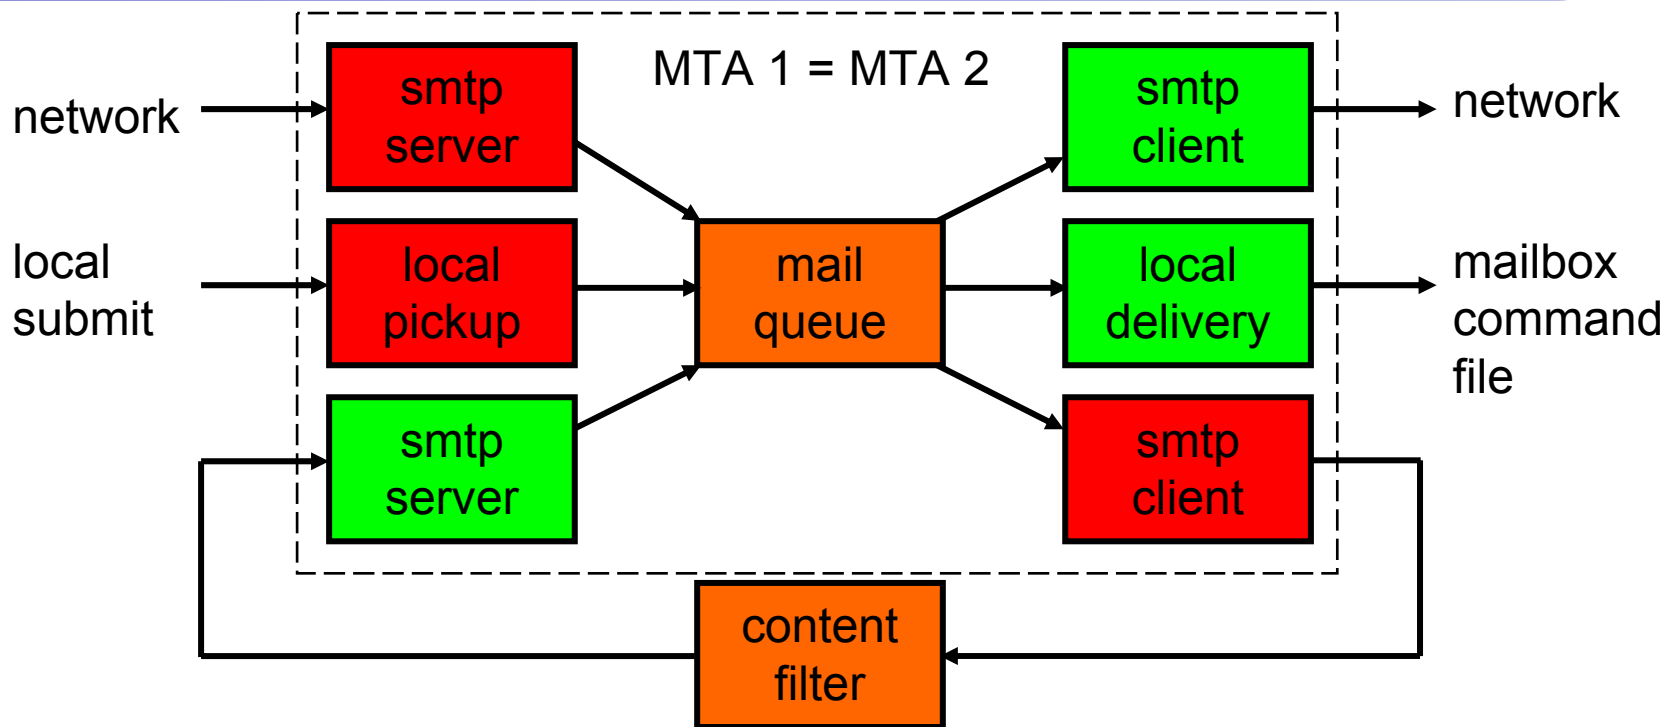 MTA 1 = MTA 2
network
smtp
server
smtp
client
network
local
submit
local
pickup
mail
queue
local
delivery
mailbox
command
file
smtp
server
smtp
client
content
filter